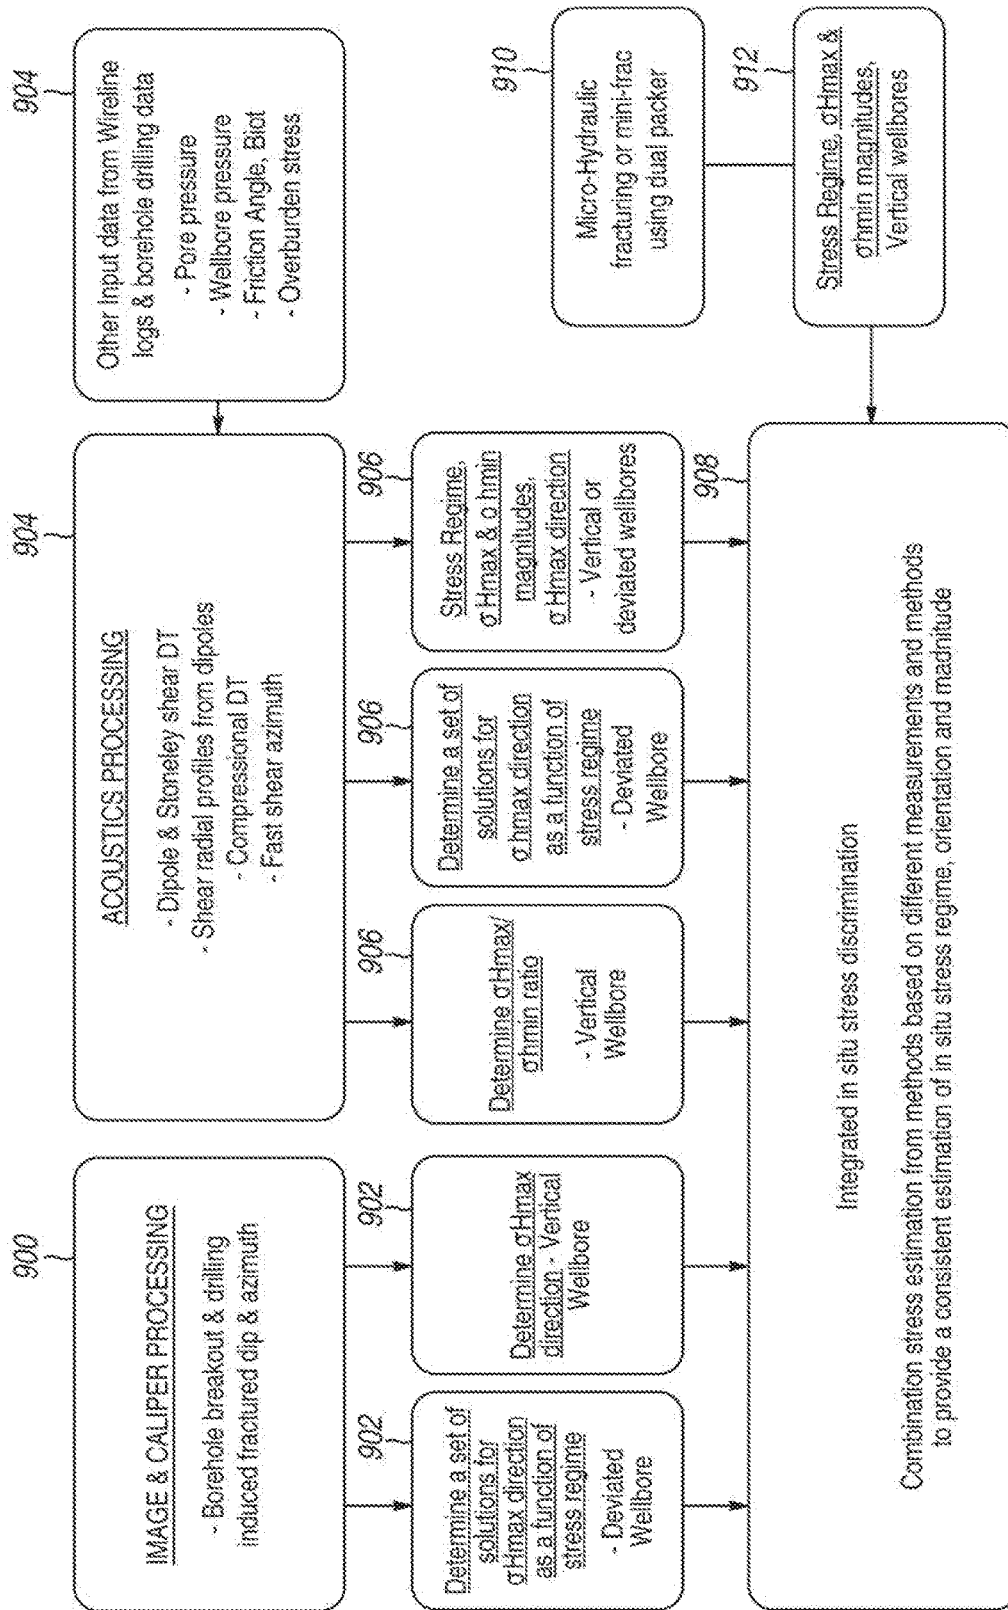 900
IMAGE & CALIPER PROCESSING
- Borehole breakout & drilling
induced fractured dip & azimuth
904
ACOUSTICS PROCESSING
- Dipole & Stoneley shear DT
- Shear radial profiles from dipoles
- Compressional DT
- Fast shear azimuth
904
Other Input data from Wireline
logs & borehole drilling data
- Pore pressure
- Wellbore pressure
- Friction Angle, Biot
- Overburden stress
902
Determine a set of
solutions for
σHmax direction
as a function of
stress regime
- Deviated
Wellbore
902
Determine σHmax
direction - Vertical
Wellbore
906
Determine σHmax/
σhmin ratio
- Vertical
Wellbore
906
Determine a set of
solutions for
σhmax direction
as a function of
stress regime
- Deviated
Wellbore
906
Stress Regime,
σHmax & σ hmin
magnitudes,
σHmax direction
- Vertical or
deviated wellbores
910
Micro-Hydraulic
fracturing or mini-frac
using dual packer
912
Stress Regime, σHmax &
σhmin magnitudes,
Vertical wellbores
908
Integrated in situ stress discrimination
Combination stress estimation from methods based on different measurements and methods
to provide a consistent estimation of in situ stress regime, orientation and madnitude